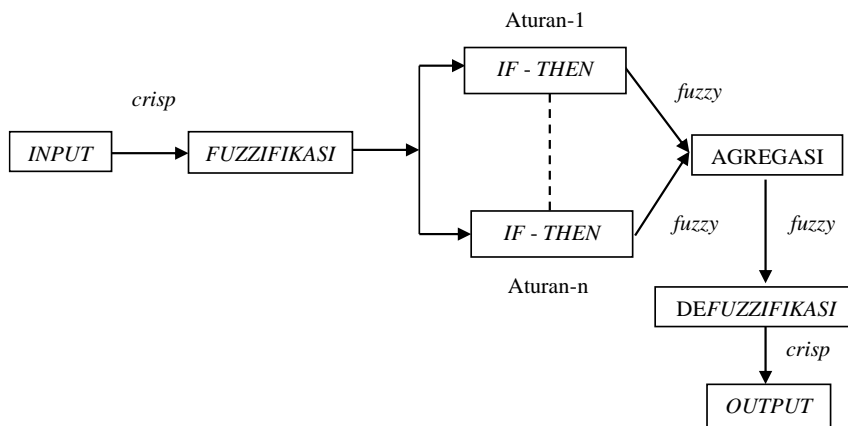 Aturan-1
IF - THEN
crisp
fuzzy
INPUT
FUZZIFIKASI
AGREGASI
IF - THEN
fuzzy
fuzzy
Aturan-n
DEFUZZIFIKASI
crisp
OUTPUT